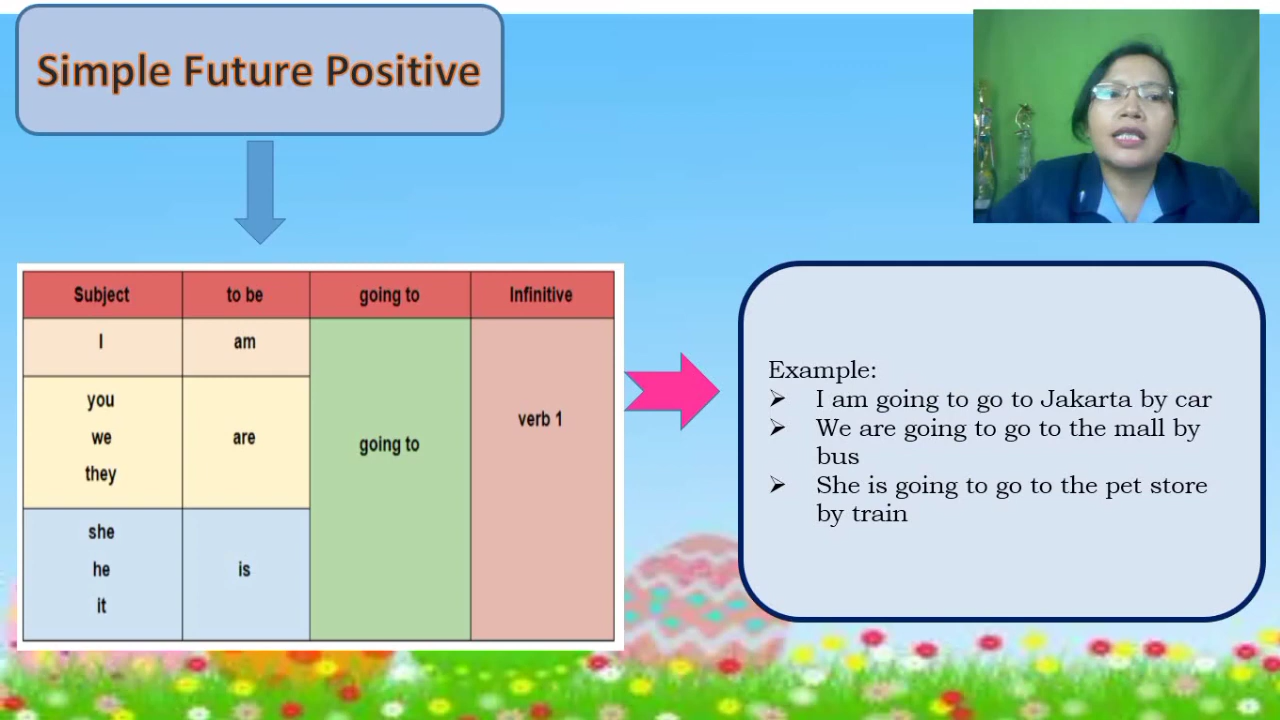 Simple Future Positive
Subject to be going to Infinitive
I am
you
we are
they
going to
verb 1
she
he is
it
Example:
➢ I am going to go to Jakarta by car
➢ We are going to go to the mall by
bus
➢ She is going to go to the pet store
by train